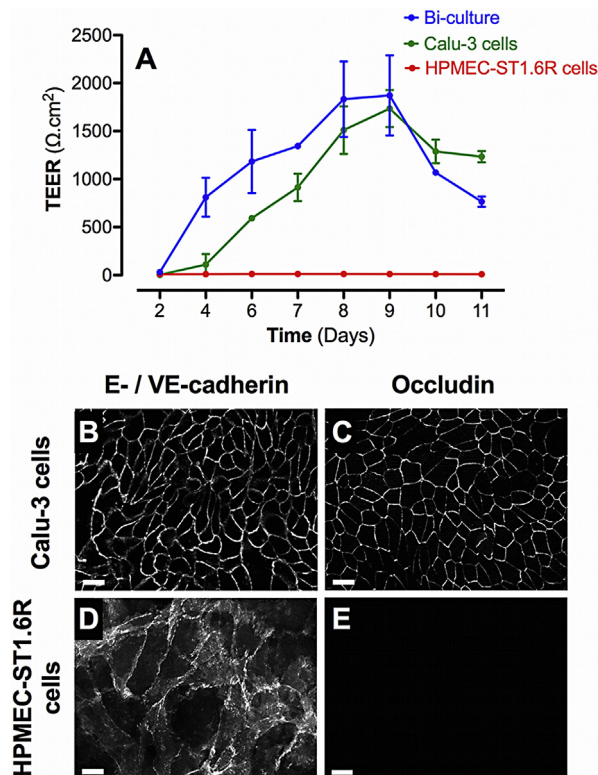 Bi-culture
Calu-3 cells
HPMEC-ST1.6R cells
A
TEER (Ω.cm²)
2500
2000
1500
1000
500
0
2 4 6 7 8 9 10 11
Time (Days)
E- / VE-cadherin Occludin
Calu-3 cells
B C
HPMEC-ST1.6R
cells
D E